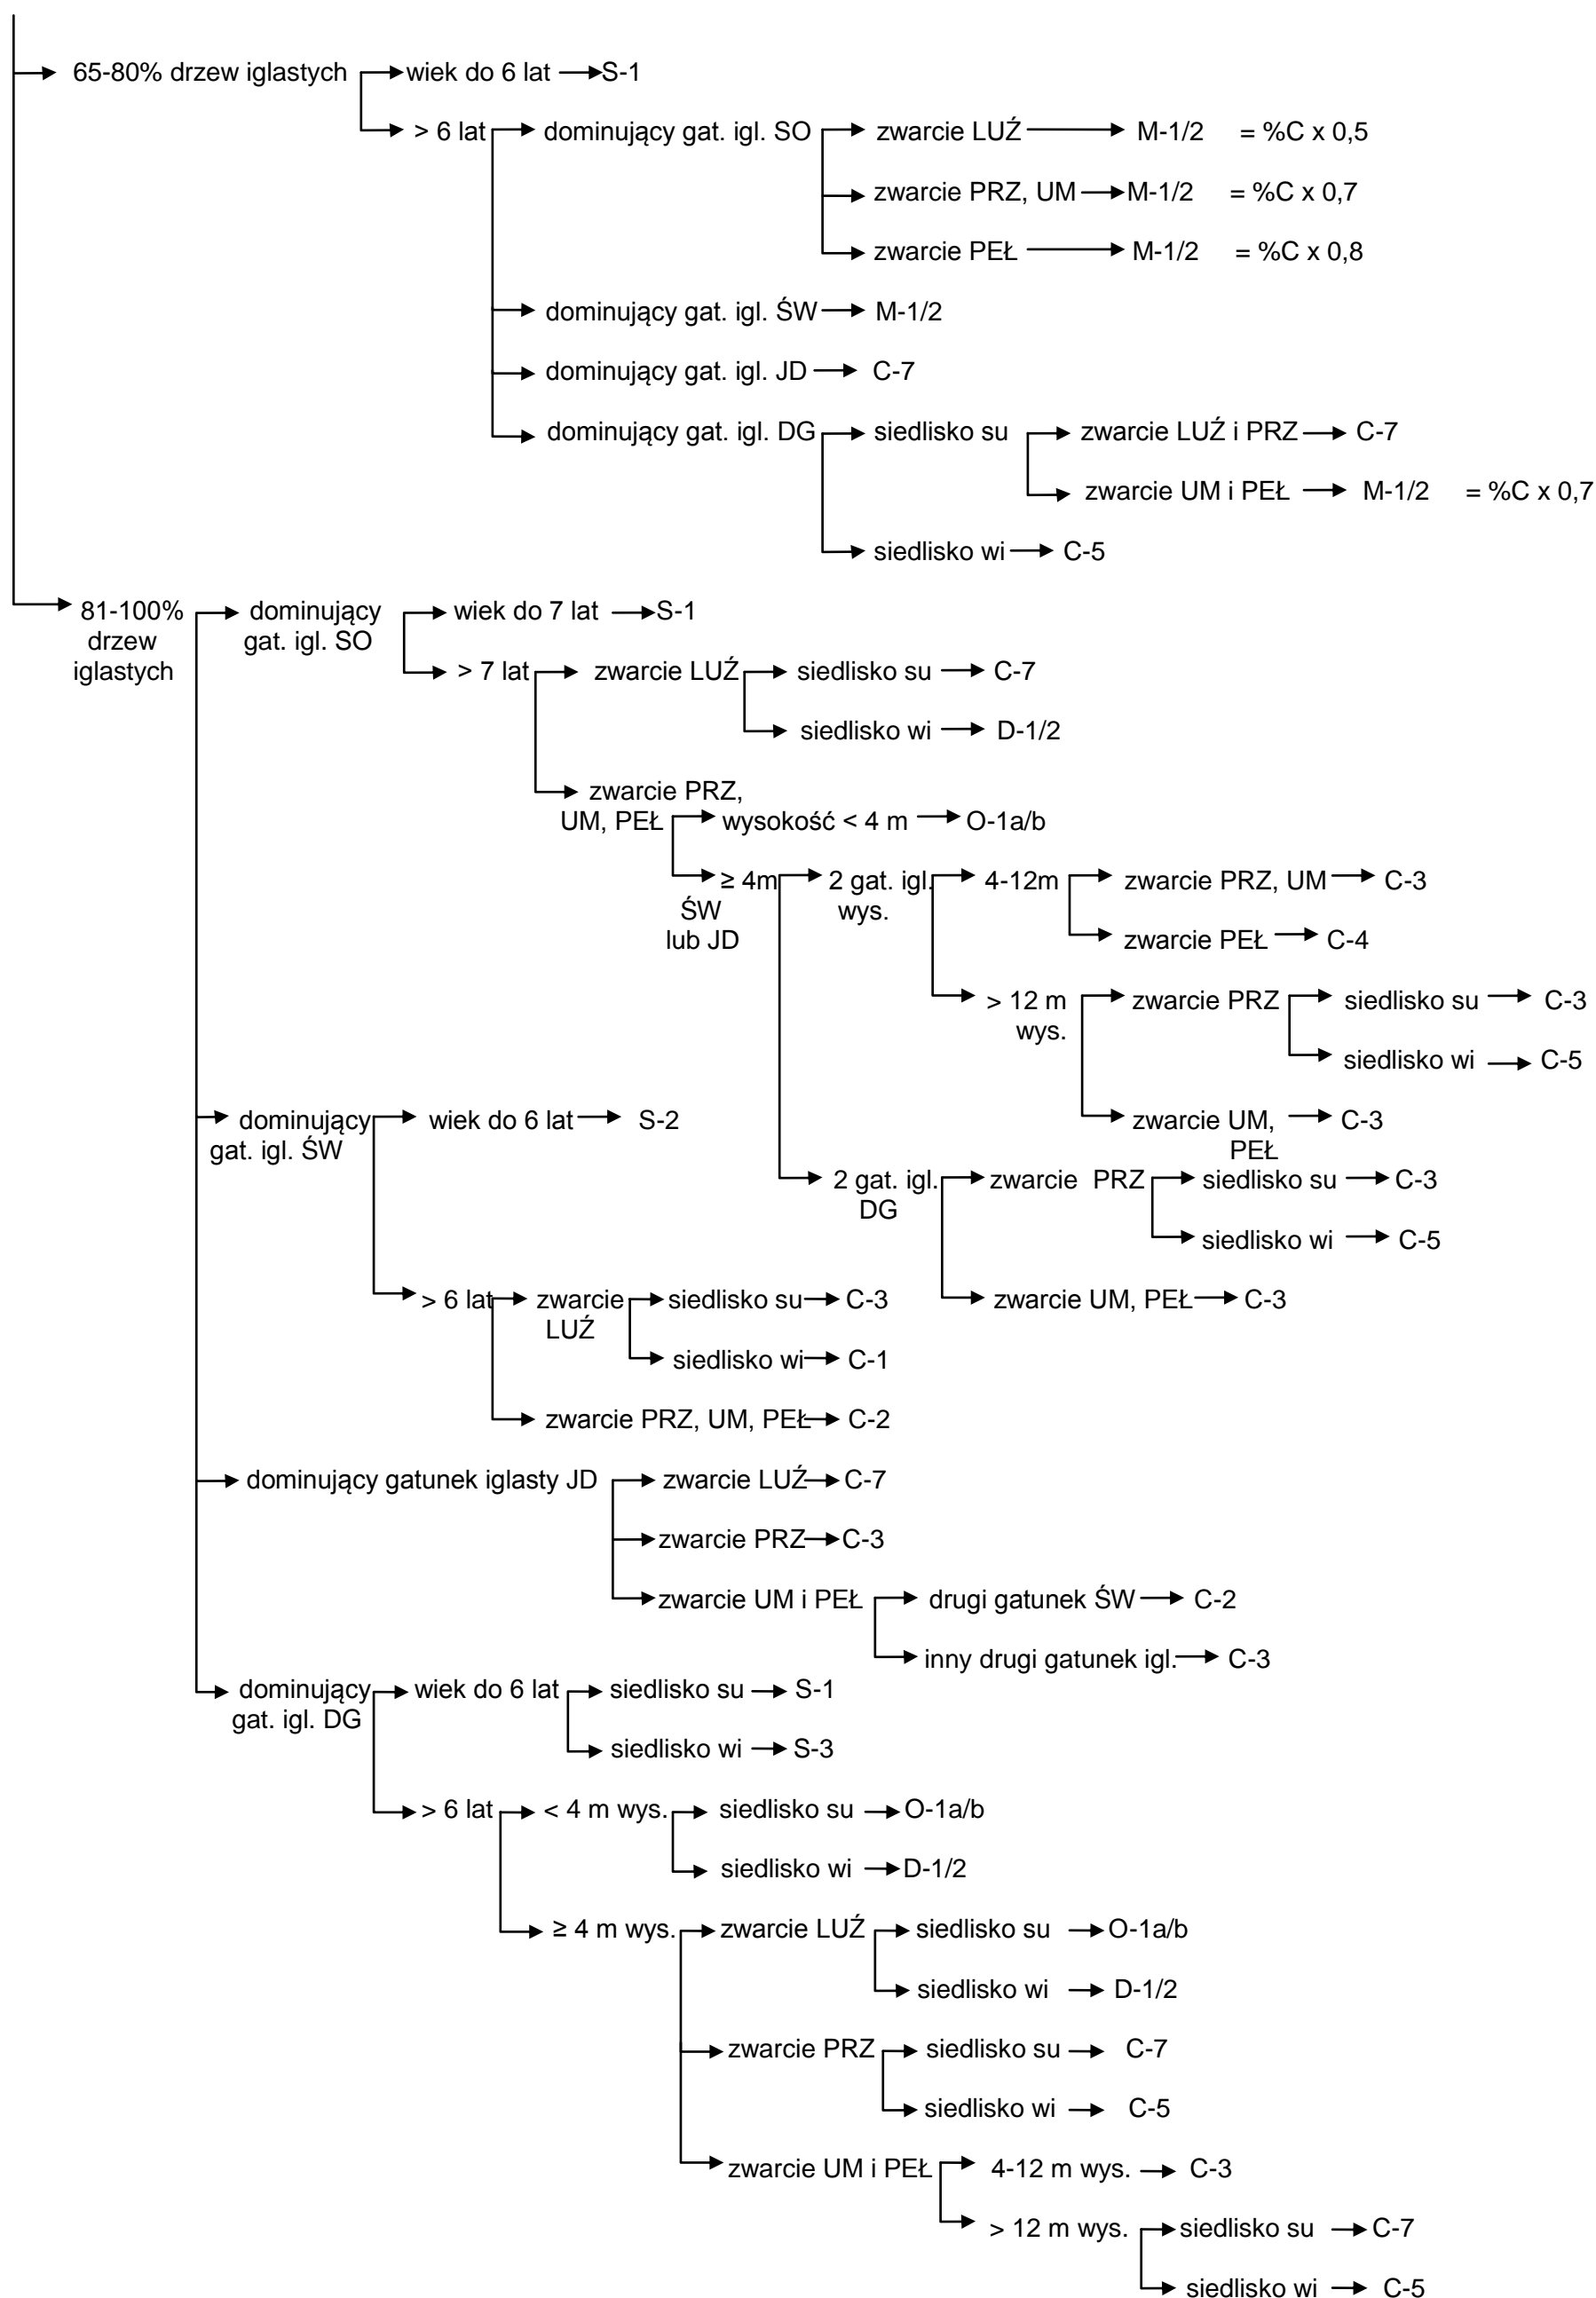 65-80% drzew iglastych wiek do 6 lat S-1
> 6 lat dominujący gat. igl. SO zwarcie LUŹ M-1/2 = %C x 0,5
zwarcie PRZ, UM M-1/2 = %C x 0,7
zwarcie PEŁ M-1/2 = %C x 0,8
dominujący gat. igl. ŚW M-1/2
dominujący gat. igl. JD C-7
dominujący gat. igl. DG siedlisko su zwarcie LUŹ i PRZ C-7
zwarcie UM i PEŁ M-1/2 = %C x 0,7
siedlisko wi C-5
81-100% dominujący wiek do 7 lat S-1
drzew gat. igl. SO
iglastych > 7 lat zwarcie LUŹ siedlisko su C-7
siedlisko wi D-1/2
zwarcie PRZ,
UM, PEŁ wysokość < 4 m O-1a/b
≥ 4m 2 gat. igl. 4-12m zwarcie PRZ, UM C-3
ŚW wys.
lub JD zwarcie PEŁ C-4
> 12 m zwarcie PRZ siedlisko su C-3
wys.
siedlisko wi C-5
dominujący wiek do 6 lat S-2 zwarcie UM, C-3
gat. igl. ŚW PEŁ
2 gat. igl. zwarcie PRZ siedlisko su C-3
DG
siedlisko wi C-5
> 6 lat zwarcie siedlisko su C-3 zwarcie UM, PEŁ C-3
LUŹ
siedlisko wi C-1
zwarcie PRZ, UM, PEŁ C-2
dominujący gatunek iglasty JD zwarcie LUŹ C-7
zwarcie PRZ C-3
zwarcie UM i PEŁ drugi gatunek ŚW C-2
inny drugi gatunek igl. C-3
dominujący wiek do 6 lat siedlisko su S-1
gat. igl. DG
siedlisko wi S-3
> 6 lat < 4 m wys. siedlisko su O-1a/b
siedlisko wi D-1/2
≥ 4 m wys. zwarcie LUŹ siedlisko su O-1a/b
siedlisko wi D-1/2
zwarcie PRZ siedlisko su C-7
siedlisko wi C-5
zwarcie UM i PEŁ 4-12 m wys. C-3
> 12 m wys. siedlisko su C-7
siedlisko wi C-5